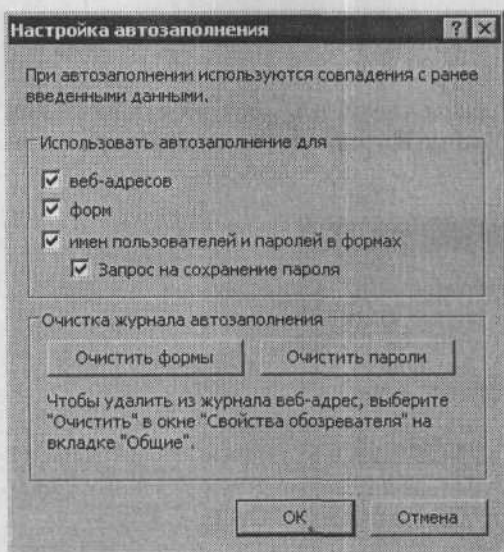 Настройка автозаполнения
При автозаполнении используются совпадения с ранее
введенными данными.
Использовать автозаполнение для
веб-адресов
форм
имен пользователей и паролей в формах
Запрос на сохранение пароля
Очистка журнала автозаполнения
Очистить формы Очистить пароли
Чтобы удалить из журнала веб-адрес, выберите
"Очистить" в окне "Свойства обозревателя" на
вкладке "Общие".
ОК Отмена